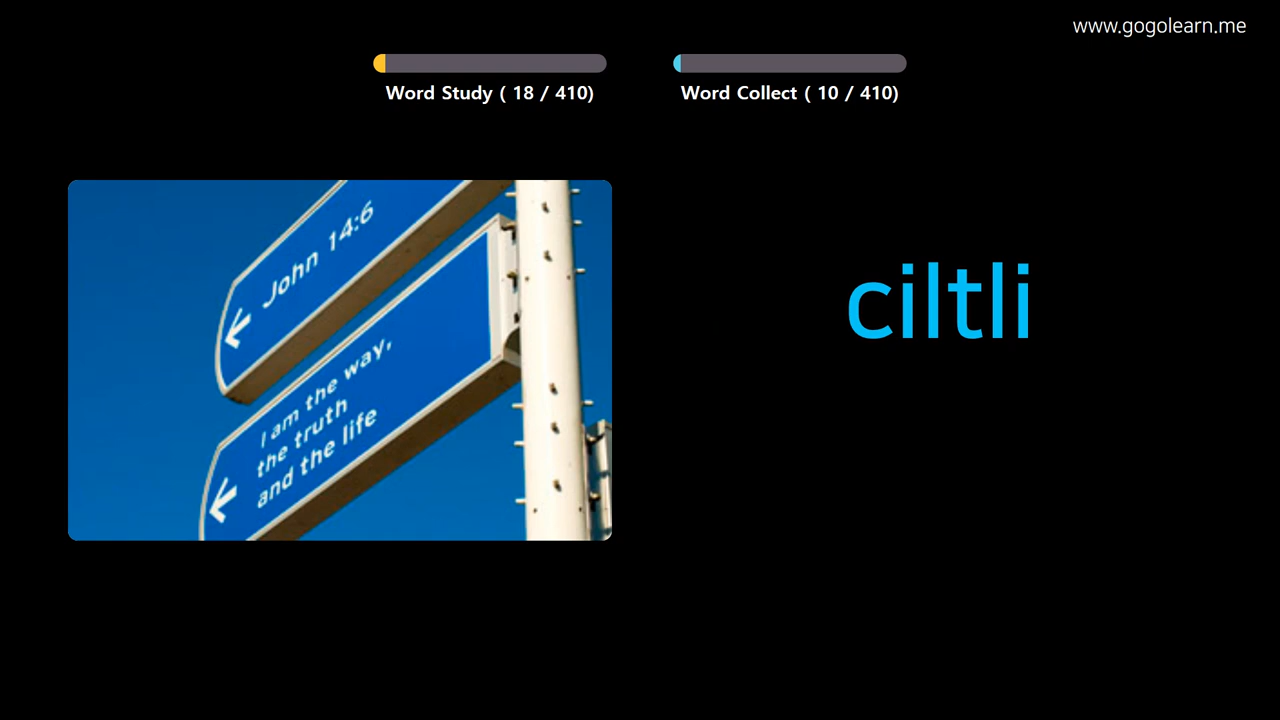 www.gogolearn.me
Word Study ( 18 / 410)
Word Collect ( 10 / 410)
John 14:6
I am the way,
the truth
and the life
ciltli